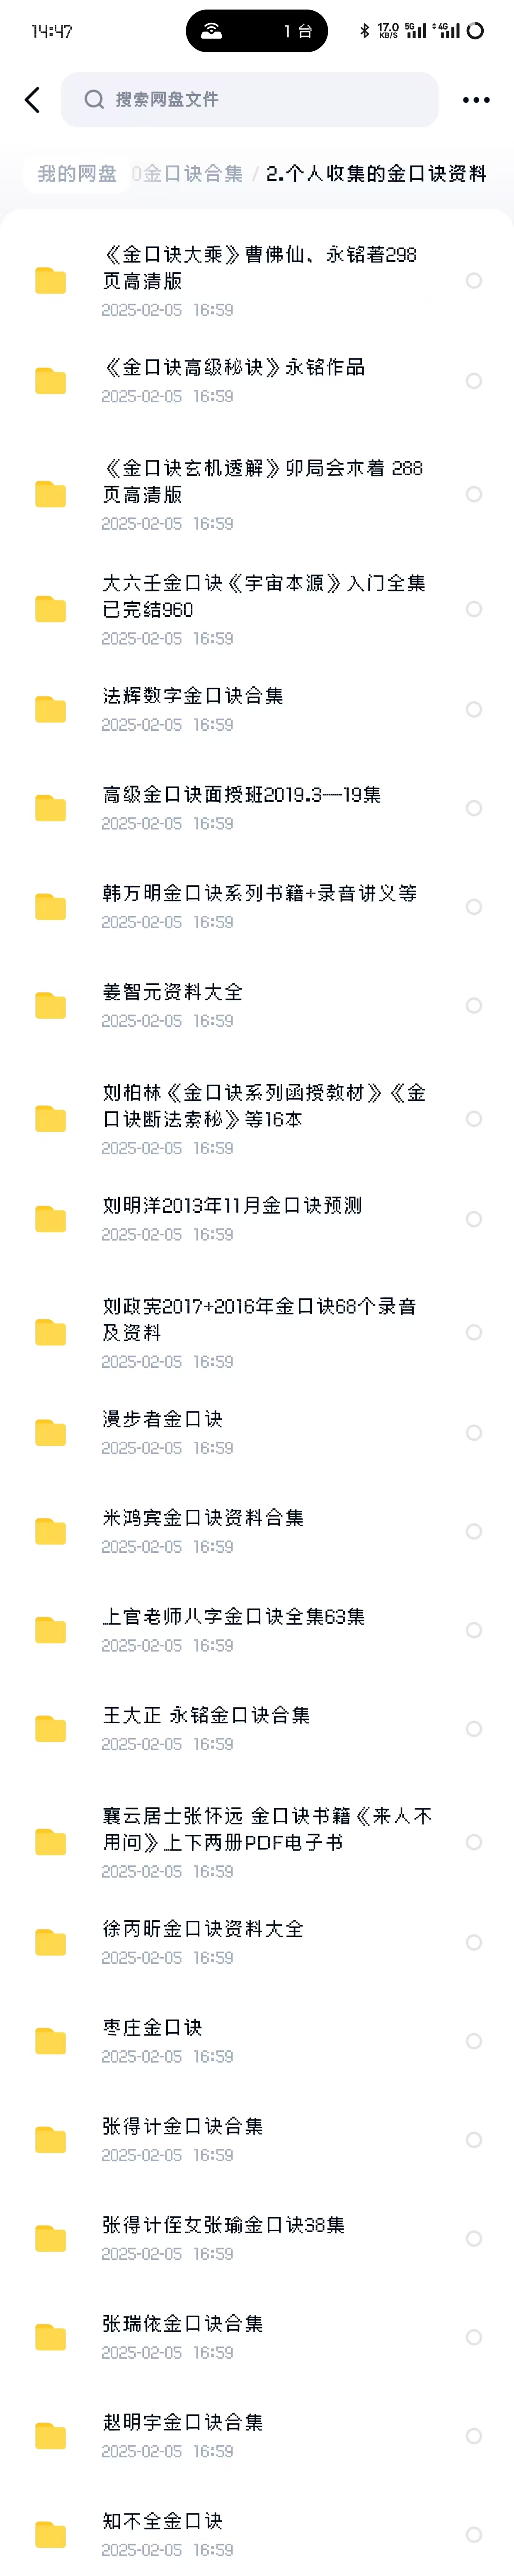 14:47
1 台
17.0
KB/S
5G
4G
搜索网盘文件
我的网盘 0金口诀合集 / 2.个人收集的金口诀资料
《金口诀大乘》曹佛仙、永铭著298
页高清版
2025-02-05 16:59
《金口诀高级秘诀》永铭作品
2025-02-05 16:59
《金口诀玄机透解》卯局会木着 288
页高清版
2025-02-05 16:59
大六壬金口诀《宇宙本源》入门全集
已完结960
2025-02-05 16:59
法辉数字金口诀合集
2025-02-05 16:59
高级金口诀面授班2019.3—19集
2025-02-05 16:59
韩万明金口诀系列书籍+录音讲义等
2025-02-05 16:59
姜智元资料大全
2025-02-05 16:59
刘柏林《金口诀系列函授教材》《金
口诀断法索秘》等16本
2025-02-05 16:59
刘明洋2013年11月金口诀预测
2025-02-05 16:59
刘政宪2017+2016年金口诀68个录音
及资料
2025-02-05 16:59
漫步者金口诀
2025-02-05 16:59
米鸿宾金口诀资料合集
2025-02-05 16:59
上官老师八字金口诀全集63集
2025-02-05 16:59
王大正 永铭金口诀合集
2025-02-05 16:59
襄云居士张怀远 金口诀书籍《来人不
用问》上下两册PDF电子书
2025-02-05 16:59
徐丙昕金口诀资料大全
2025-02-05 16:59
枣庄金口诀
2025-02-05 16:59
张得计金口诀合集
2025-02-05 16:59
张得计侄女张瑜金口诀38集
2025-02-05 16:59
张瑞依金口诀合集
2025-02-05 16:59
赵明宇金口诀合集
2025-02-05 16:59
知不全金口诀
2025-02-05 16:59